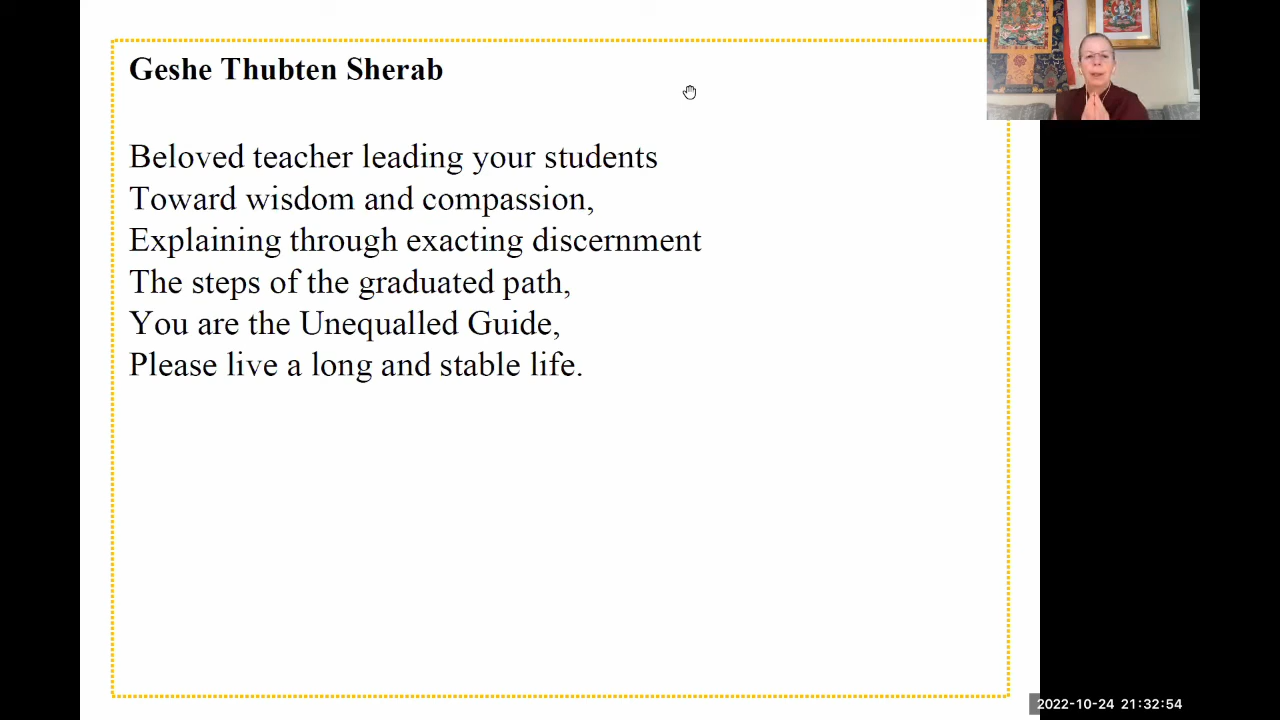 Geshe Thubten Sherab
Beloved teacher leading your students
Toward wisdom and compassion,
Explaining through exacting discernment
The steps of the graduated path,
You are the Unequalled Guide,
Please live a long and stable life.
2022-10-24 21:32:54